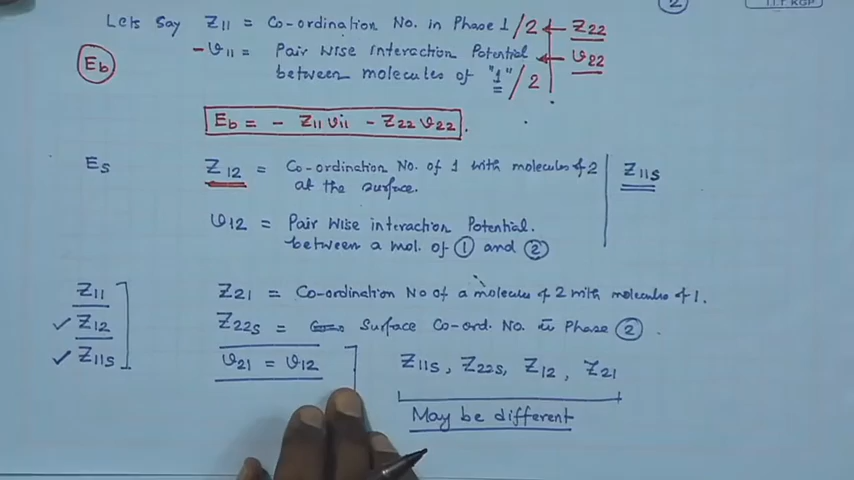 2
I.I.T KGP
Lets say Z11 = Co-ordination No. in Phase 1/2 ← Z22
-υ11 = Pair Wise Interaction Potential ← υ22
between molecules of "1"/2
Eb
Eb = - Z11 υ11 - Z22 υ22.
Es Z12 = Co-ordination No. of 1 with molecules of 2 Z11s
at the surface.
υ12 = Pair Wise interaction Potential.
between a mol. of 1 and 2
Z11 Z21 = Co-ordination No of a molecules of 2 with molecules of 1.
✓ Z12 Z22s = Surface Co-ord. No. in Phase 2.
✓ Z11s υ21 = υ12 Z11s, Z22s, Z12, Z21
May be different